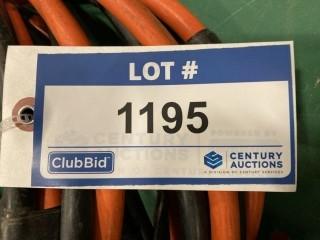 LOT #
1195
ClubBid
CENTURY
AUCTIONS
A DIVISION OF CENTURY SERVICES